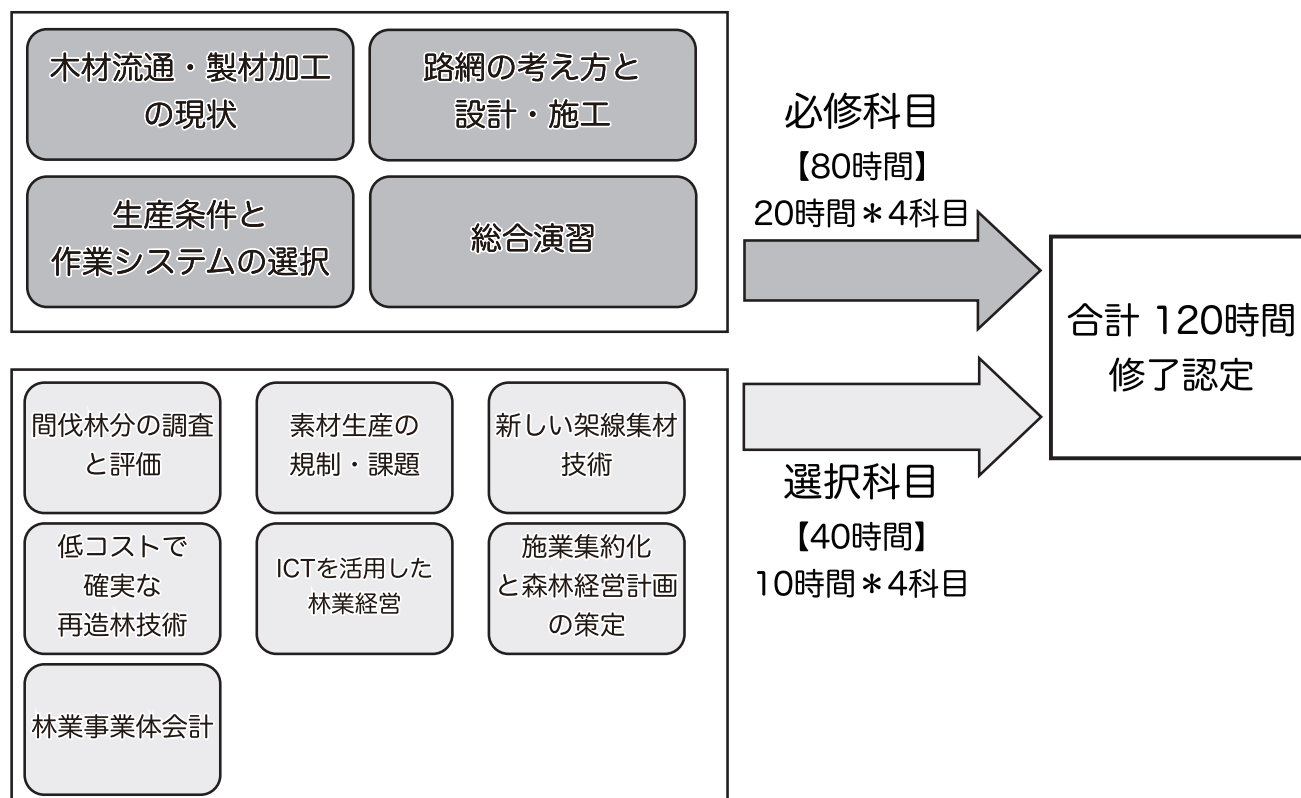 木材流通・製材加工
の現状
路網の考え方と
設計・施工
生産条件と
作業システムの選択
総合演習
必修科目
【80時間】
20時間＊4科目
合計 120時間
修了認定
間伐林分の調査
と評価
素材生産の
規制・課題
新しい架線集材
技術
低コストで
確実な
再造林技術
ICTを活用した
林業経営
施業集約化
と森林経営計画
の策定
林業事業体会計
選択科目
【40時間】
10時間＊4科目